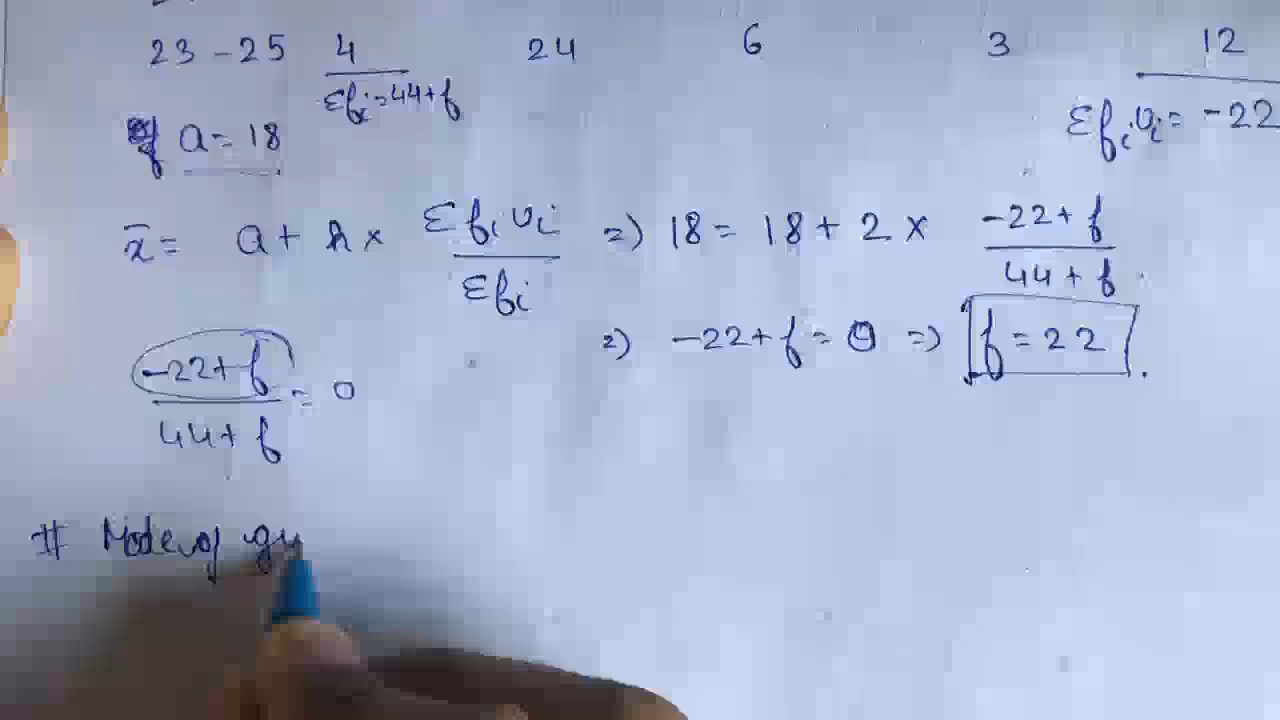 23 - 25 4 24 6 3 12
Σfi = 44 + f Σfiui = -22
a = 18
x̄ = a + h × Σfiui / Σfi ⇒ 18 = 18 + 2 × -22 + f / 44 + f
-22 + f / 44 + f = 0 ⇒ -22 + f = 0 ⇒ f = 22.
# Mode of